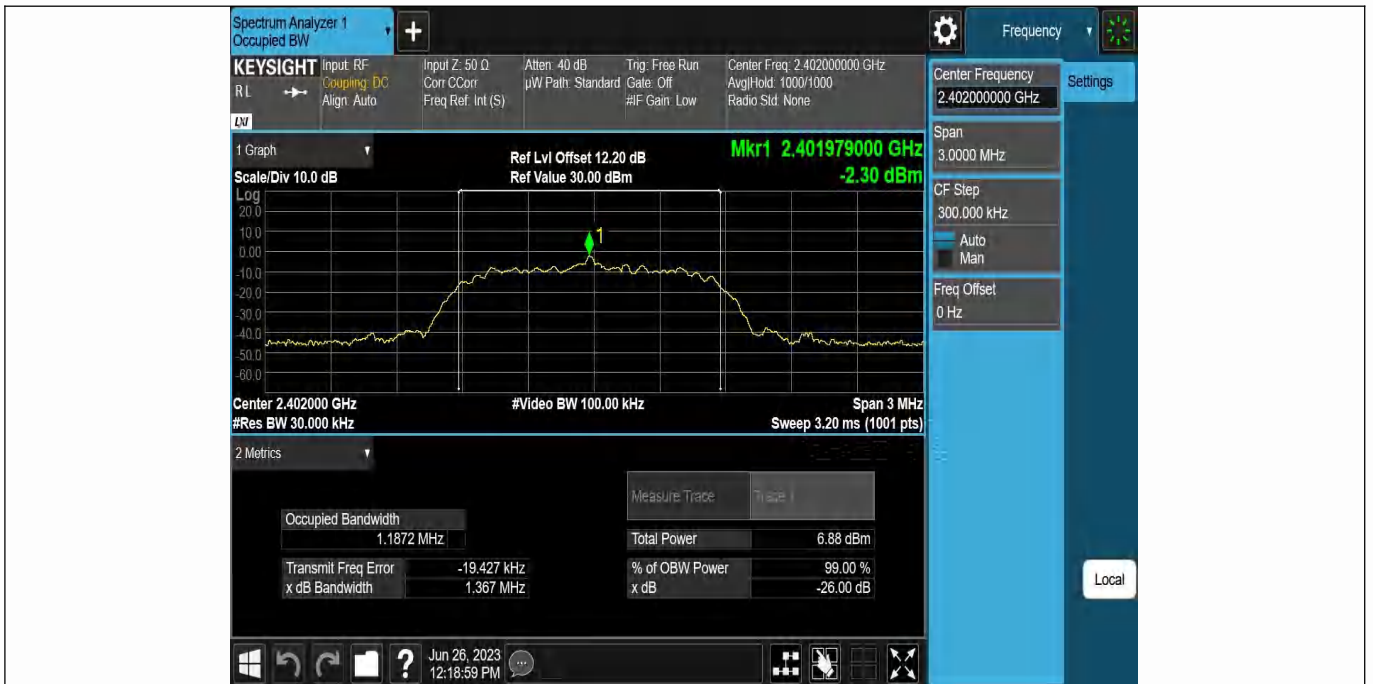 Spectrum Analyzer 1
Occupied BW
Frequency
KEYSIGHT
RL
LXI
Input: RF
Coupling: DC
Align: Auto
Input Z: 50 Ω
Corr CCorr
Freq Ref: Int (S)
Atten: 40 dB
µW Path: Standard
Trig: Free Run
Gate: Off
#IF Gain: Low
Center Freq: 2.402000000 GHz
Avg|Hold: 1000/1000
Radio Std: None
Center Frequency
2.402000000 GHz
Settings
Span
3.0000 MHz
CF Step
300.000 kHz
Auto
Man
Freq Offset
0 Hz
Local
1 Graph
Scale/Div 10.0 dB
Ref Lvl Offset 12.20 dB
Ref Value 30.00 dBm
Mkr1 2.401979000 GHz
-2.30 dBm
Log
20.0
10.0
0.00
-10.0
-20.0
-30.0
-40.0
-50.0
-60.0
1
Center 2.402000 GHz
#Video BW 100.00 kHz
Span 3 MHz
#Res BW 30.000 kHz
Sweep 3.20 ms (1001 pts)
2 Metrics
Measure Trace
Trace 1
Occupied Bandwidth
1.1872 MHz
Total Power 6.88 dBm
Transmit Freq Error -19.427 kHz
% of OBW Power 99.00 %
x dB Bandwidth 1.367 MHz
x dB -26.00 dB
?
Jun 26, 2023
12:18:59 PM